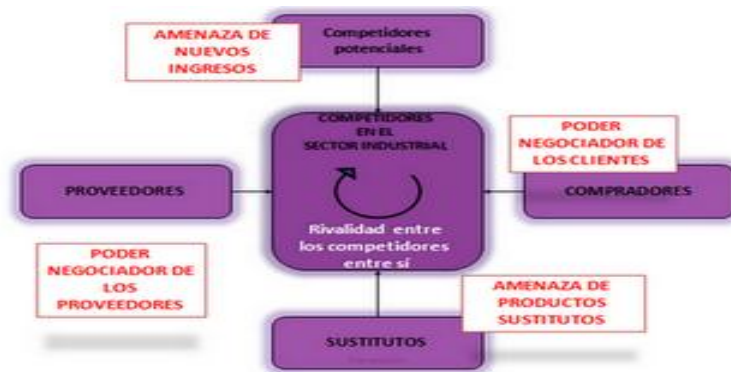 AMENAZA DE
NUEVOS
INGRESOS
Competidores
potenciales
COMPETIDORES
EN EL
SECTOR INDUSTRIAL
PODER
NEGOCIADOR DE
LOS CLIENTES
PROVEEDORES
COMPRADORES
Rivalidad entre
los competidores
entre sí
PODER
NEGOCIADOR DE
LOS
PROVEEDORES
AMENAZA DE
PRODUCTOS
SUSTITUTOS
SUSTITUTOS